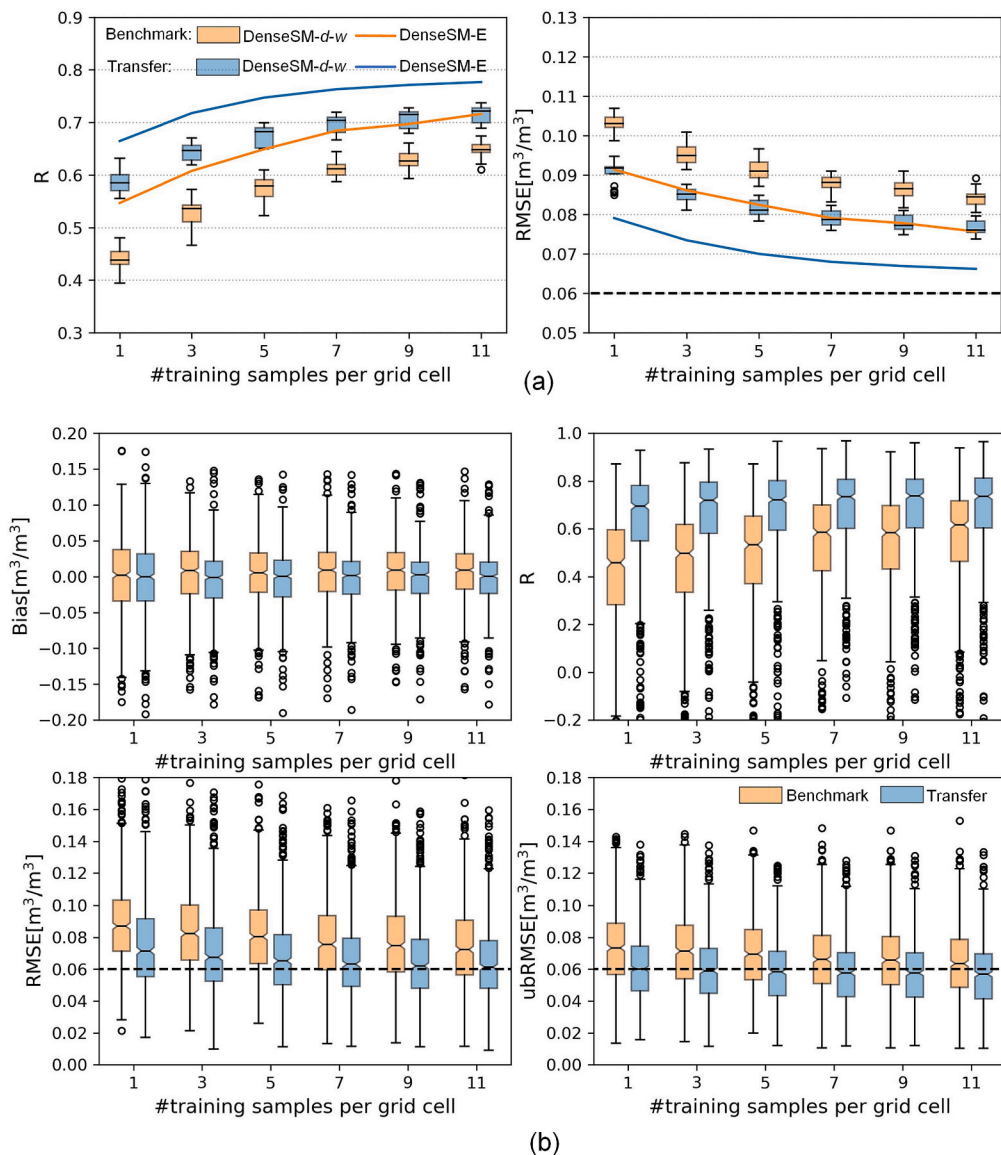 Benchmark: DenseSM-d-w DenseSM-E
Transfer: DenseSM-d-w DenseSM-E
R
0.9
0.8
0.7
0.6
0.5
0.4
0.3
1 3 5 7 9 11
#training samples per grid cell
RMSE[m³/m³]
0.13
0.12
0.11
0.10
0.09
0.08
0.07
0.06
0.05
1 3 5 7 9 11
#training samples per grid cell
(a)
Bias[m³/m³]
0.20
0.15
0.10
0.05
0.00
−0.05
−0.10
−0.15
−0.20
1 3 5 7 9 11
#training samples per grid cell
R
1.0
0.8
0.6
0.4
0.2
0.0
−0.2
1 3 5 7 9 11
#training samples per grid cell
RMSE[m³/m³]
0.18
0.16
0.14
0.12
0.10
0.08
0.06
0.04
0.02
0.00
1 3 5 7 9 11
#training samples per grid cell
Benchmark Transfer
ubRMSE[m³/m³]
0.18
0.16
0.14
0.12
0.10
0.08
0.06
0.04
0.02
0.00
1 3 5 7 9 11
#training samples per grid cell
(b)